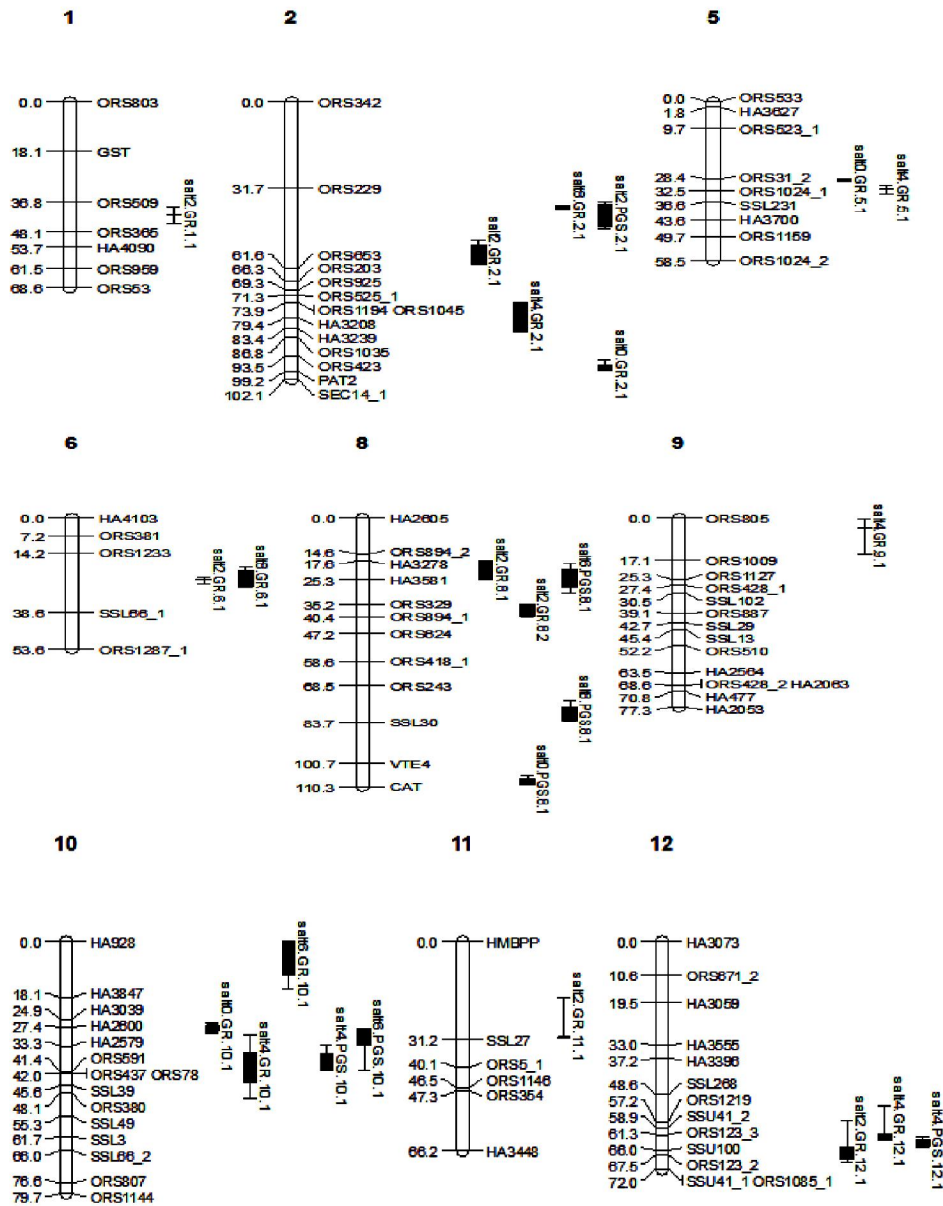 1
0.0 ORS803
18.1 GST
36.8 ORS509
48.1 ORS365
53.7 HA4090
61.5 ORS959
68.6 ORS53
salt2.GR.1.1
2
0.0 ORS342
31.7 ORS229
61.6 ORS653
66.3 ORS203
69.3 ORS925
71.3 ORS525_1
73.9 ORS1194 ORS1045
79.4 HA3208
83.4 HA3239
86.8 ORS1035
93.5 ORS423
99.2 PAT2
102.1 SEC14_1
salt2.GR.2.1
salt4.GR.2.1
salt2.PGS.2.1
salt0.GR.2.1
5
0.0 ORS533
1.8 HA3627
9.7 ORS523_1
28.4 ORS31_2
32.5 ORS1024_1
36.6 SSL231
43.6 HA3700
49.7 ORS1159
58.5 ORS1024_2
salt0.GR.5.1
salt4.GR.5.1
6
0.0 HA4103
7.2 ORS381
14.2 ORS1233
38.6 SSL66_1
53.6 ORS1287_1
salt2.GR.6.1
8
0.0 HA2605
14.6 ORS894_2
17.6 HA3278
25.3 HA3581
35.2 ORS329
40.4 ORS894_1
47.2 ORS624
58.6 ORS418_1
68.5 ORS243
83.7 SSL30
100.7 VTE4
110.3 CAT
salt2.GR.8.1
salt2.GR.8.2
salt6.PGS.8.1
salt0.PGS.8.1
9
0.0 ORS805
17.1 ORS1009
25.3 ORS1127
27.4 ORS428_1
30.5 SSL102
39.1 ORS887
42.7 SSL29
45.4 SSL13
52.2 ORS510
63.5 HA2564
68.6 ORS428_2 HA2063
70.8 HA477
77.3 HA2053
salt4.GR.9.1
10
0.0 HA928
18.1 HA3847
24.9 HA3039
27.4 HA2600
33.3 HA2579
41.4 ORS591
42.0 ORS437 ORS78
45.6 SSL39
48.1 ORS380
55.3 SSL49
61.7 SSL3
66.0 SSL66_2
76.6 ORS807
79.7 ORS1144
salt0.GR.10.1
salt4.GR.10.1
salt6.GR.10.1
salt4.PGS.10.1
salt6.PGS.10.1
11
0.0 HMBPP
31.2 SSL27
40.1 ORS5_1
46.5 ORS1146
47.3 ORS354
66.2 HA3448
salt2.GR.11.1
12
0.0 HA3073
10.6 ORS671_2
19.5 HA3059
33.0 HA3555
37.2 HA3396
48.6 SSL268
57.2 ORS1219
58.9 SSU41_2
61.3 ORS123_3
66.0 SSU100
67.5 ORS123_2
72.0 SSU41_1 ORS1085_1
salt2.GR.12.1
salt4.GR.12.1
salt4.PGS.12.1